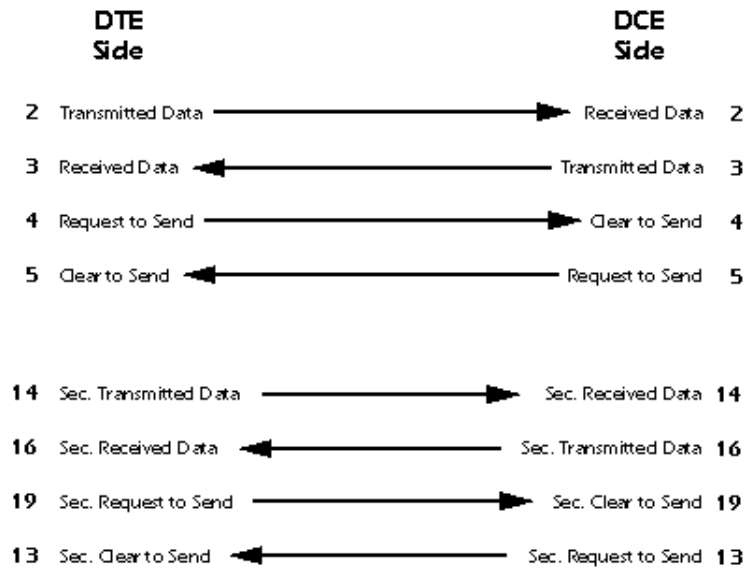 DTE Side DCE Side
2 Transmitted Data Received Data 2
3 Received Data Transmitted Data 3
4 Request to Send Clear to Send 4
5 Clear to Send Request to Send 5
14 Sec. Transmitted Data Sec. Received Data 14
16 Sec. Received Data Sec. Transmitted Data 16
19 Sec. Request to Send Sec. Clear to Send 19
13 Sec. Clear to Send Sec. Request to Send 13